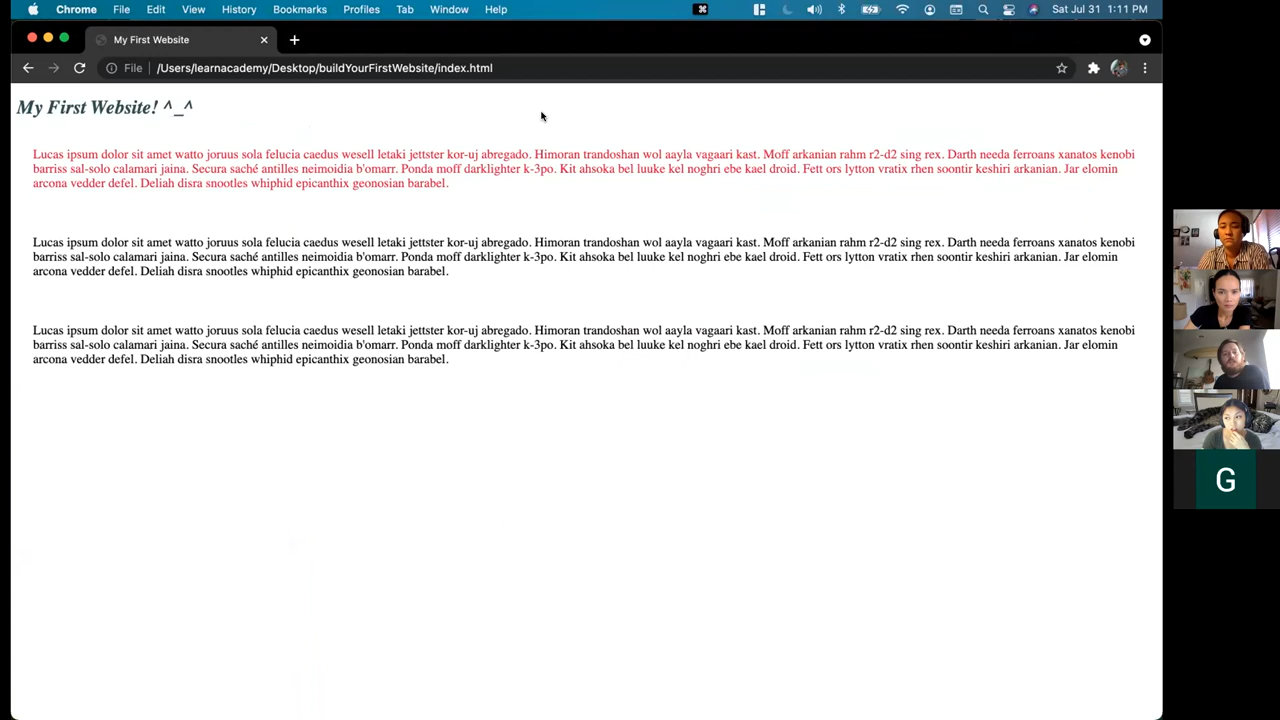 Chrome File Edit View History Bookmarks Profiles Tab Window Help Sat Jul 31 1:11 PM
My First Website
File /Users/learnacademy/Desktop/buildYourFirstWebsite/index.html
My First Website! ^_^
Lucas ipsum dolor sit amet watto joruus sola felucia caedus wesell letaki jettster kor-uj abregado. Himoran trandoshan wol aayla vagaari kast. Moff arkanian rahm r2-d2 sing rex. Darth needa ferroans xanatos kenobi
barriss sal-solo calamari jaina. Secura saché antilles neimoidia b'omarr. Ponda moff darklighter k-3po. Kit ahsoka bel luuke kel noghri ebe kael droid. Fett ors lytton vratix rhen soontir keshiri arkanian. Jar elomin
arcona vedder defel. Deliah disra snootles whiphid epicanthix geonosian barabel.
Lucas ipsum dolor sit amet watto joruus sola felucia caedus wesell letaki jettster kor-uj abregado. Himoran trandoshan wol aayla vagaari kast. Moff arkanian rahm r2-d2 sing rex. Darth needa ferroans xanatos kenobi
barriss sal-solo calamari jaina. Secura saché antilles neimoidia b'omarr. Ponda moff darklighter k-3po. Kit ahsoka bel luuke kel noghri ebe kael droid. Fett ors lytton vratix rhen soontir keshiri arkanian. Jar elomin
arcona vedder defel. Deliah disra snootles whiphid epicanthix geonosian barabel.
Lucas ipsum dolor sit amet watto joruus sola felucia caedus wesell letaki jettster kor-uj abregado. Himoran trandoshan wol aayla vagaari kast. Moff arkanian rahm r2-d2 sing rex. Darth needa ferroans xanatos kenobi
barriss sal-solo calamari jaina. Secura saché antilles neimoidia b'omarr. Ponda moff darklighter k-3po. Kit ahsoka bel luuke kel noghri ebe kael droid. Fett ors lytton vratix rhen soontir keshiri arkanian. Jar elomin
arcona vedder defel. Deliah disra snootles whiphid epicanthix geonosian barabel.
G